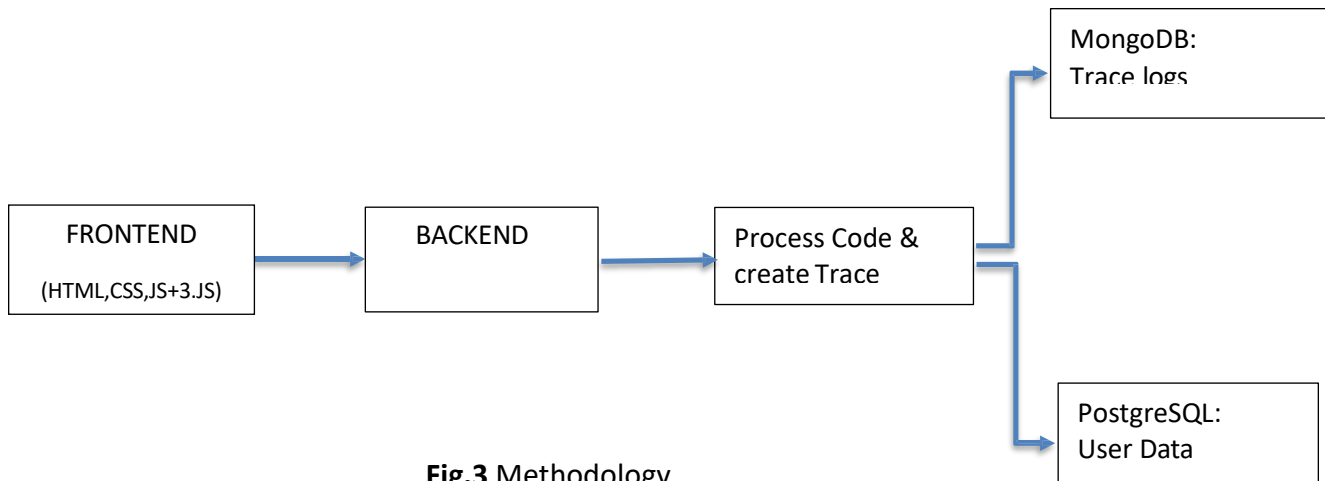 MongoDB:
Trace logs
FRONTEND
(HTML,CSS,JS+3.JS)
BACKEND
Process Code &
create Trace
PostgreSQL:
User Data
Fig.3 Methodology